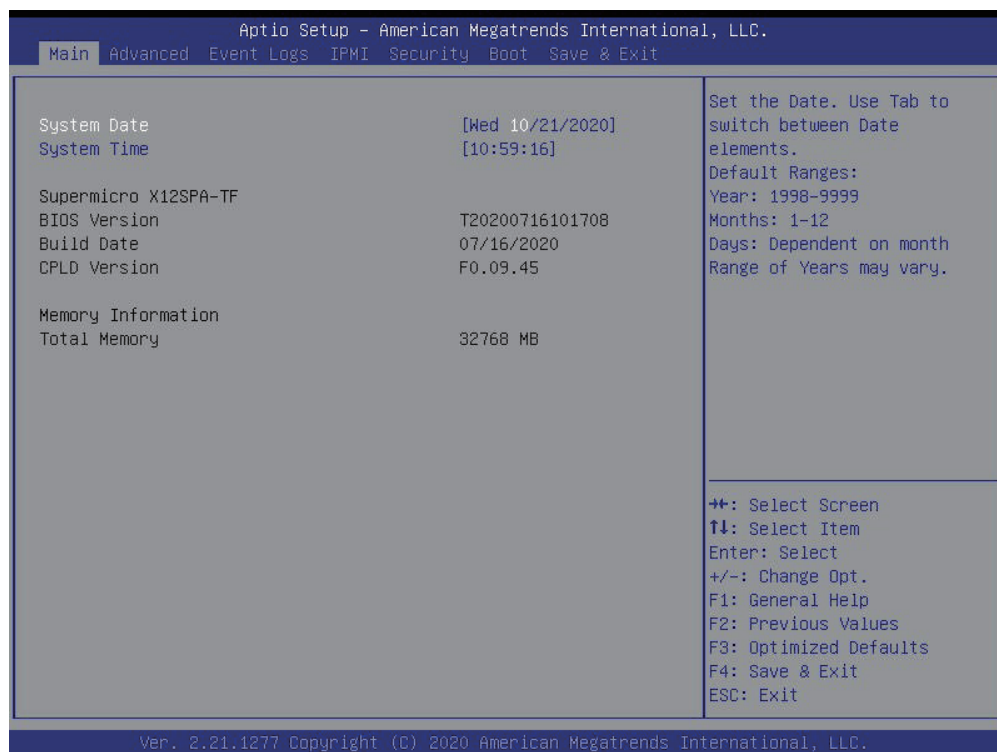 Aptio Setup – American Megatrends International, LLC.
Main Advanced Event Logs IPMI Security Boot Save & Exit
System Date [Wed 10/21/2020]
System Time [10:59:16]
Supermicro X12SPA-TF
BIOS Version T20200716101708
Build Date 07/16/2020
CPLD Version F0.09.45
Memory Information
Total Memory 32768 MB
Set the Date. Use Tab to
switch between Date
elements.
Default Ranges:
Year: 1998-9999
Months: 1-12
Days: Dependent on month
Range of Years may vary.
→←: Select Screen
↑↓: Select Item
Enter: Select
+/-: Change Opt.
F1: General Help
F2: Previous Values
F3: Optimized Defaults
F4: Save & Exit
ESC: Exit
Ver. 2.21.1277 Copyright (C) 2020 American Megatrends International, LLC.